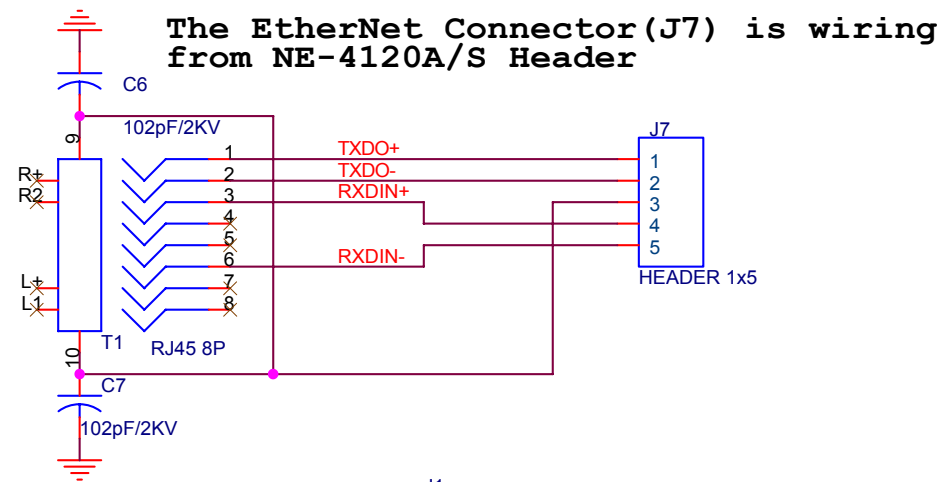 The EtherNet Connector(J7) is wiring
from NE-4120A/S Header
C6
102pF/2KV
J7
9
1
TXDO+
1
R+
2
TXDO-
2
R2
3
RXDIN+
3
4
4
5
5
6
RXDIN-
HEADER 1x5
L+
7
L1
8
T1
RJ45 8P
10
C7
102pF/2KV